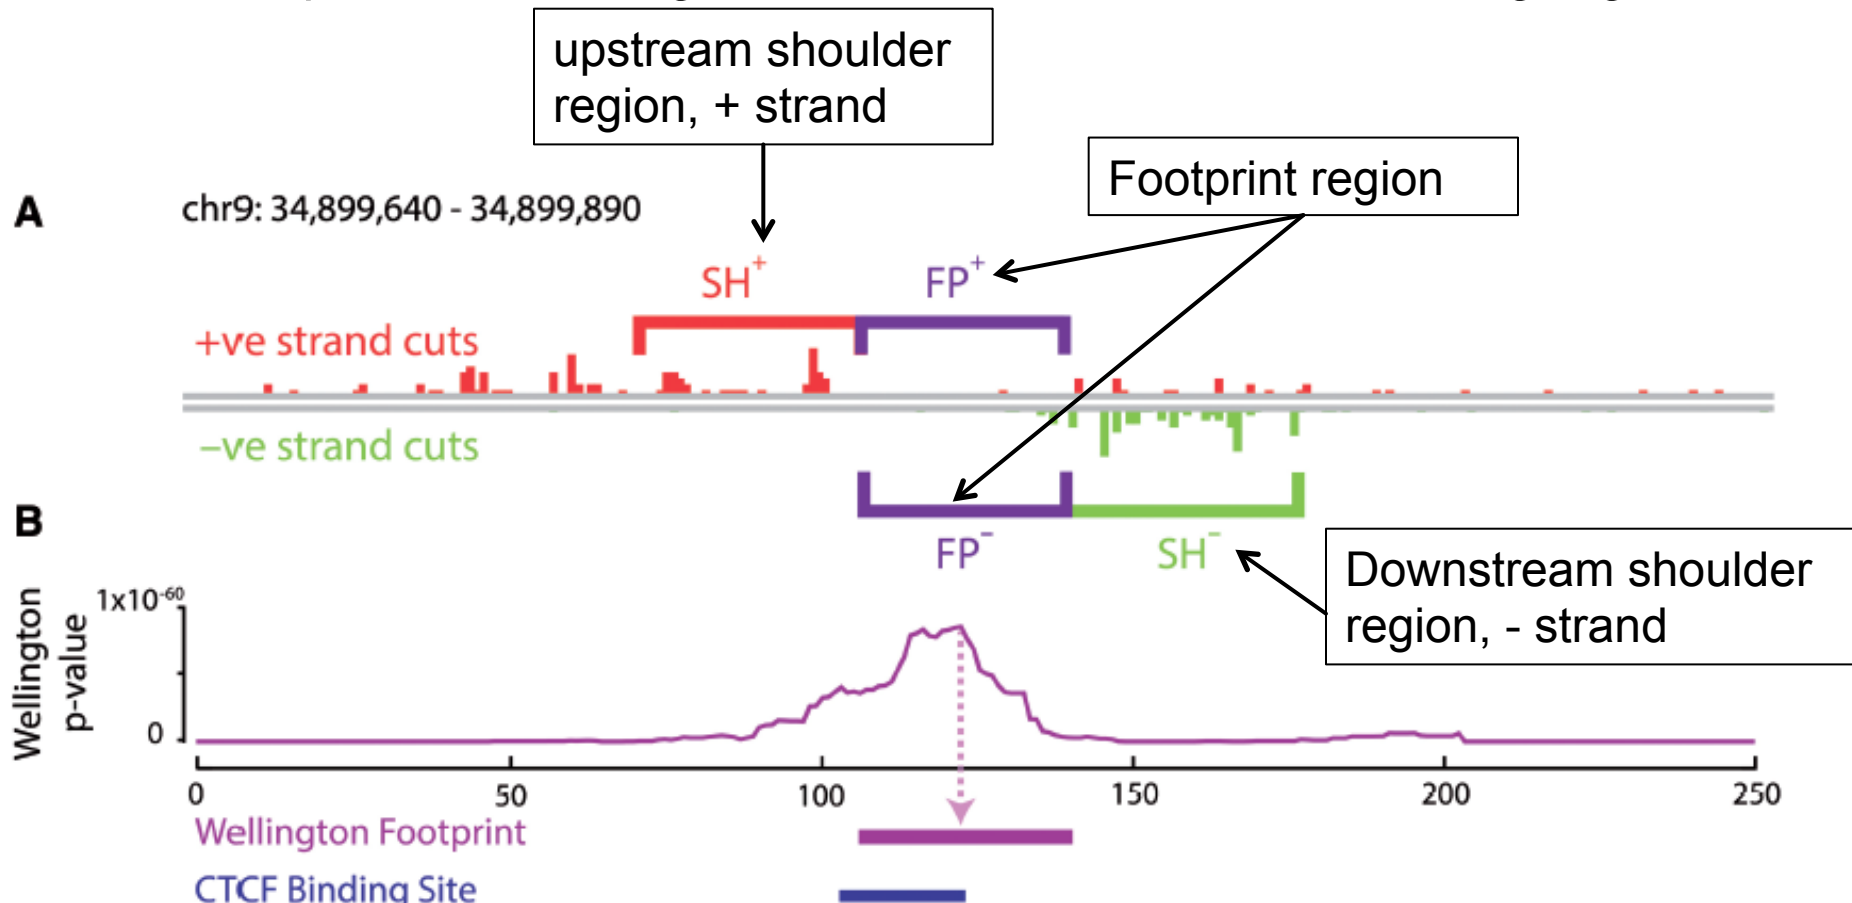 upstream shoulder
region, + strand
Footprint region
A
chr9: 34,899,640 - 34,899,890
SH+
FP+
+ve strand cuts
–ve strand cuts
B
FP–
SH–
Downstream shoulder
region, - strand
Wellington
p-value
1x10-60
0
0
50
100
150
200
250
Wellington Footprint
CTCF Binding Site